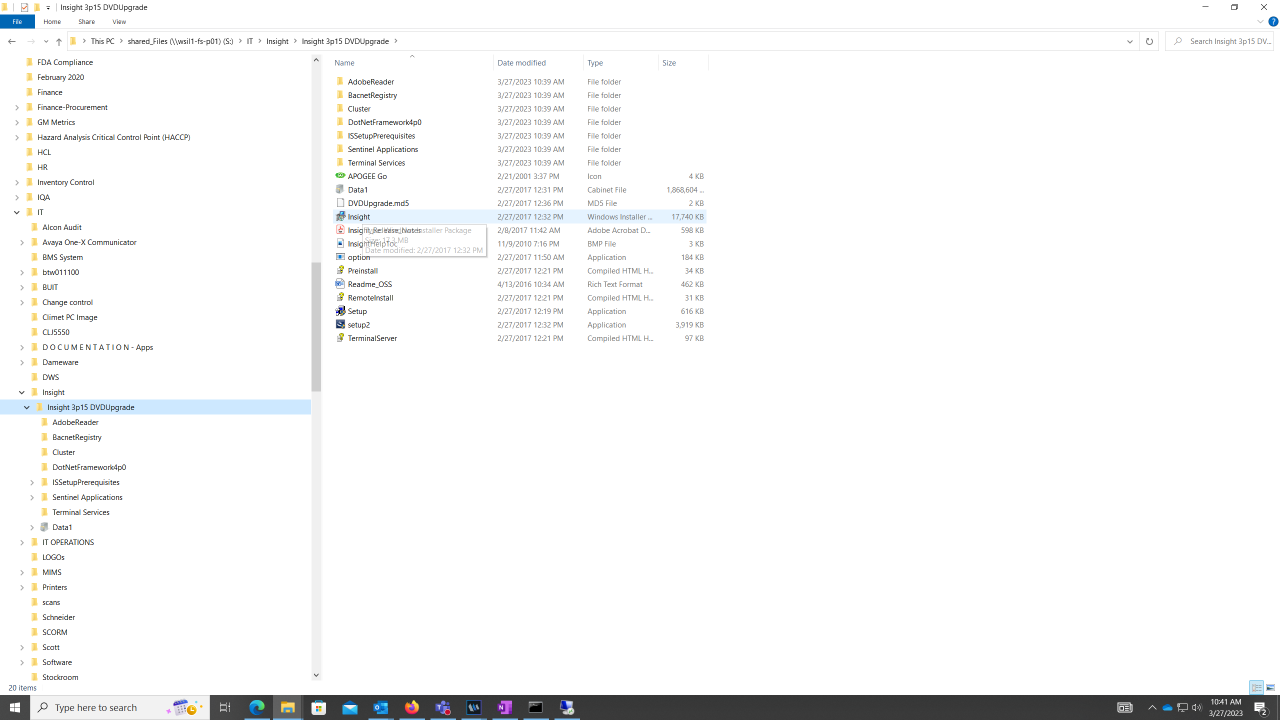 Insight 3p15 DVDUpgrade
File Home Share View
This PC shared_Files (\\wsil1-fs-p01) (S:) IT Insight Insight 3p15 DVDUpgrade
Search Insight 3p15 DV...
FDA Compliance
February 2020
Finance
Finance-Procurement
GM Metrics
Hazard Analysis Critical Control Point (HACCP)
HCL
HR
Inventory Control
IQA
IT
Alcon Audit
Avaya One-X Communicator
BMS System
btw011100
BUIT
Change control
Climet PC Image
CLJ5550
D O C U M E N T A T I O N - Apps
Dameware
DWS
Insight
Insight 3p15 DVDUpgrade
AdobeReader
BacnetRegistry
Cluster
DotNetFramework4p0
ISSetupPrerequisites
Sentinel Applications
Terminal Services
Data1
IT OPERATIONS
LOGOs
MIMS
Printers
scans
Schneider
SCORM
Scott
Software
Stockroom
Name Date modified Type Size
AdobeReader 3/27/2023 10:39 AM File folder
BacnetRegistry 3/27/2023 10:39 AM File folder
Cluster 3/27/2023 10:39 AM File folder
DotNetFramework4p0 3/27/2023 10:39 AM File folder
ISSetupPrerequisites 3/27/2023 10:39 AM File folder
Sentinel Applications 3/27/2023 10:39 AM File folder
Terminal Services 3/27/2023 10:39 AM File folder
APOGEE Go 2/21/2001 3:37 PM Icon 4 KB
Data1 2/27/2017 12:31 PM Cabinet File 1,868,604 ...
DVDUpgrade.md5 2/27/2017 12:36 PM MD5 File 2 KB
Insight 2/27/2017 12:32 PM Windows Installer ... 17,740 KB
Insight_Release_Notes 2/8/2017 11:42 AM Adobe Acrobat D... 598 KB
InsightHelpToc 11/9/2010 7:16 PM BMP File 3 KB
option 2/27/2017 11:50 AM Application 184 KB
Preinstall 2/27/2017 12:21 PM Compiled HTML H... 34 KB
Readme_OSS 4/13/2016 10:34 AM Rich Text Format 462 KB
RemoteInstall 2/27/2017 12:21 PM Compiled HTML H... 31 KB
Setup 2/27/2017 12:19 PM Application 616 KB
setup2 2/27/2017 12:32 PM Application 3,919 KB
TerminalServer 2/27/2017 12:21 PM Compiled HTML H... 97 KB
Installer Package
Size: 17.3 MB
Date modified: 2/27/2017 12:32 PM
20 items
Type here to search
10:41 AM
3/27/2023
2